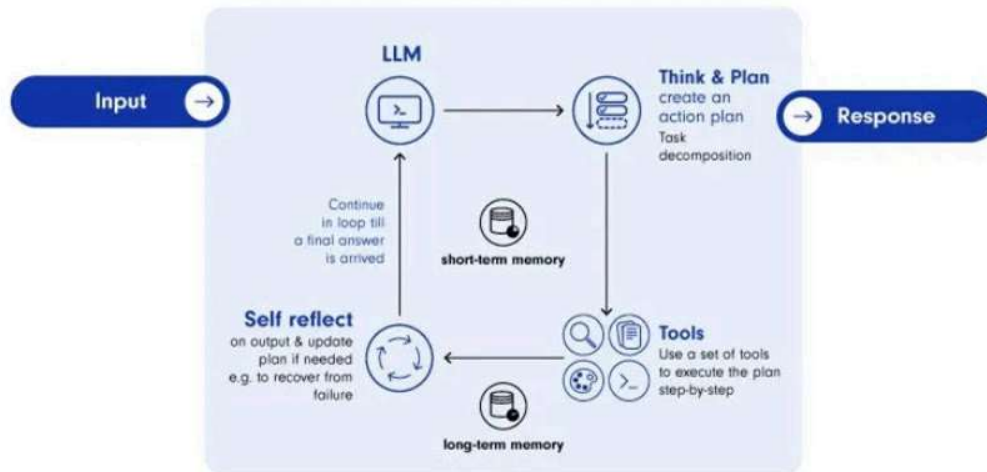 LLM
Input
Think & Plan
create an
action plan
Task
decomposition
Response
Continue
in loop till
a final answer
is arrived
short-term memory
Self reflect
on output & update
plan if needed
e.g. to recover from
failure
Tools
Use a set of tools
to execute the plan
step-by-step
long-term memory